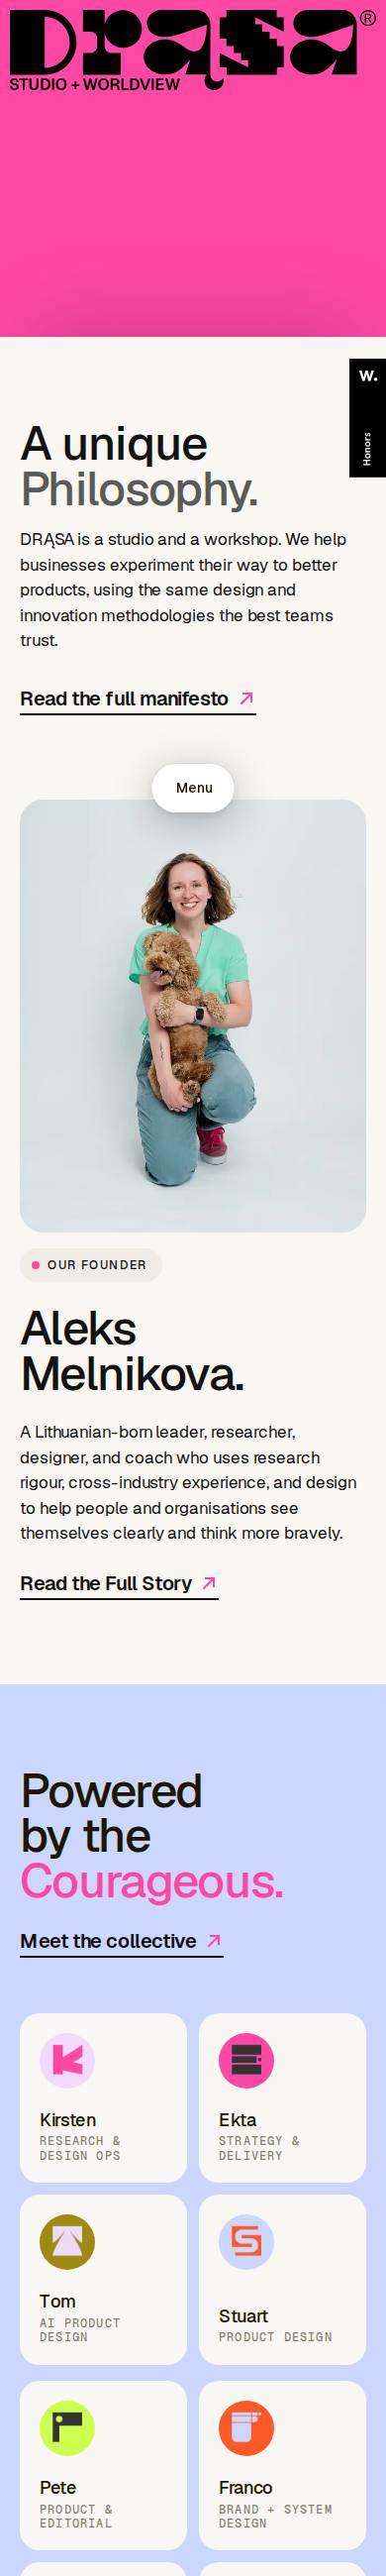 Drąsa®
STUDIO + WORLDVIEW
W.
Honors
A unique
Philosophy.
DRĄSA is a studio and a workshop. We help
businesses experiment their way to better
products, using the same design and
innovation methodologies the best teams
trust.
Read the full manifesto
Menu
OUR FOUNDER
Aleks
Melnikova.
A Lithuanian-born leader, researcher,
designer, and coach who uses research
rigour, cross-industry experience, and design
to help people and organisations see
themselves clearly and think more bravely.
Read the Full Story
Powered
by the
Courageous.
Meet the collective
Kirsten
RESEARCH &
DESIGN OPS
Ekta
STRATEGY &
DELIVERY
Tom
AI PRODUCT
DESIGN
Stuart
PRODUCT DESIGN
Pete
PRODUCT &
EDITORIAL
Franco
BRAND + SYSTEM
DESIGN